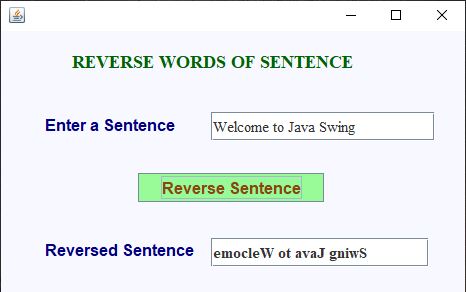 REVERSE WORDS OF SENTENCE
Enter a Sentence Welcome to Java Swing
Reverse Sentence
Reversed Sentence emocleW ot avaJ gniwS